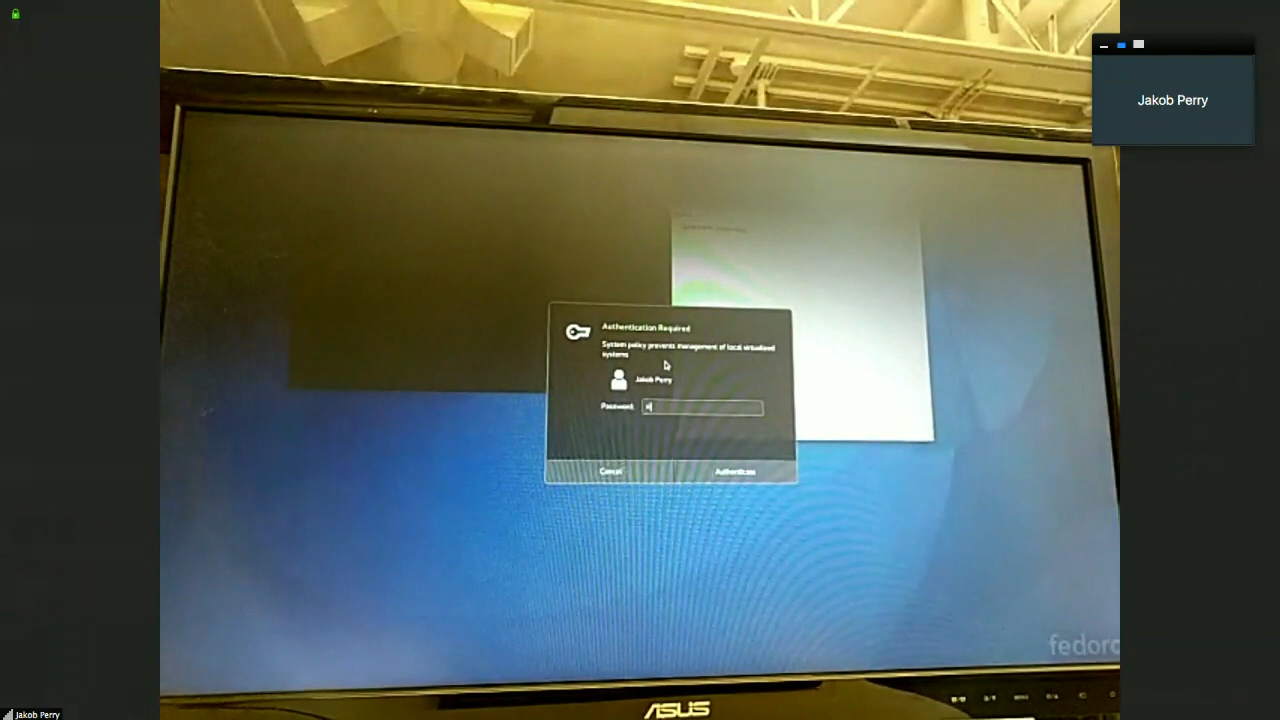 Jakob Perry
Authentication Required
System policy prevents management of local virtualized
systems
Jakob Perry
Password:
Cancel
Authenticate
fedora
ASUS
Jakob Perry